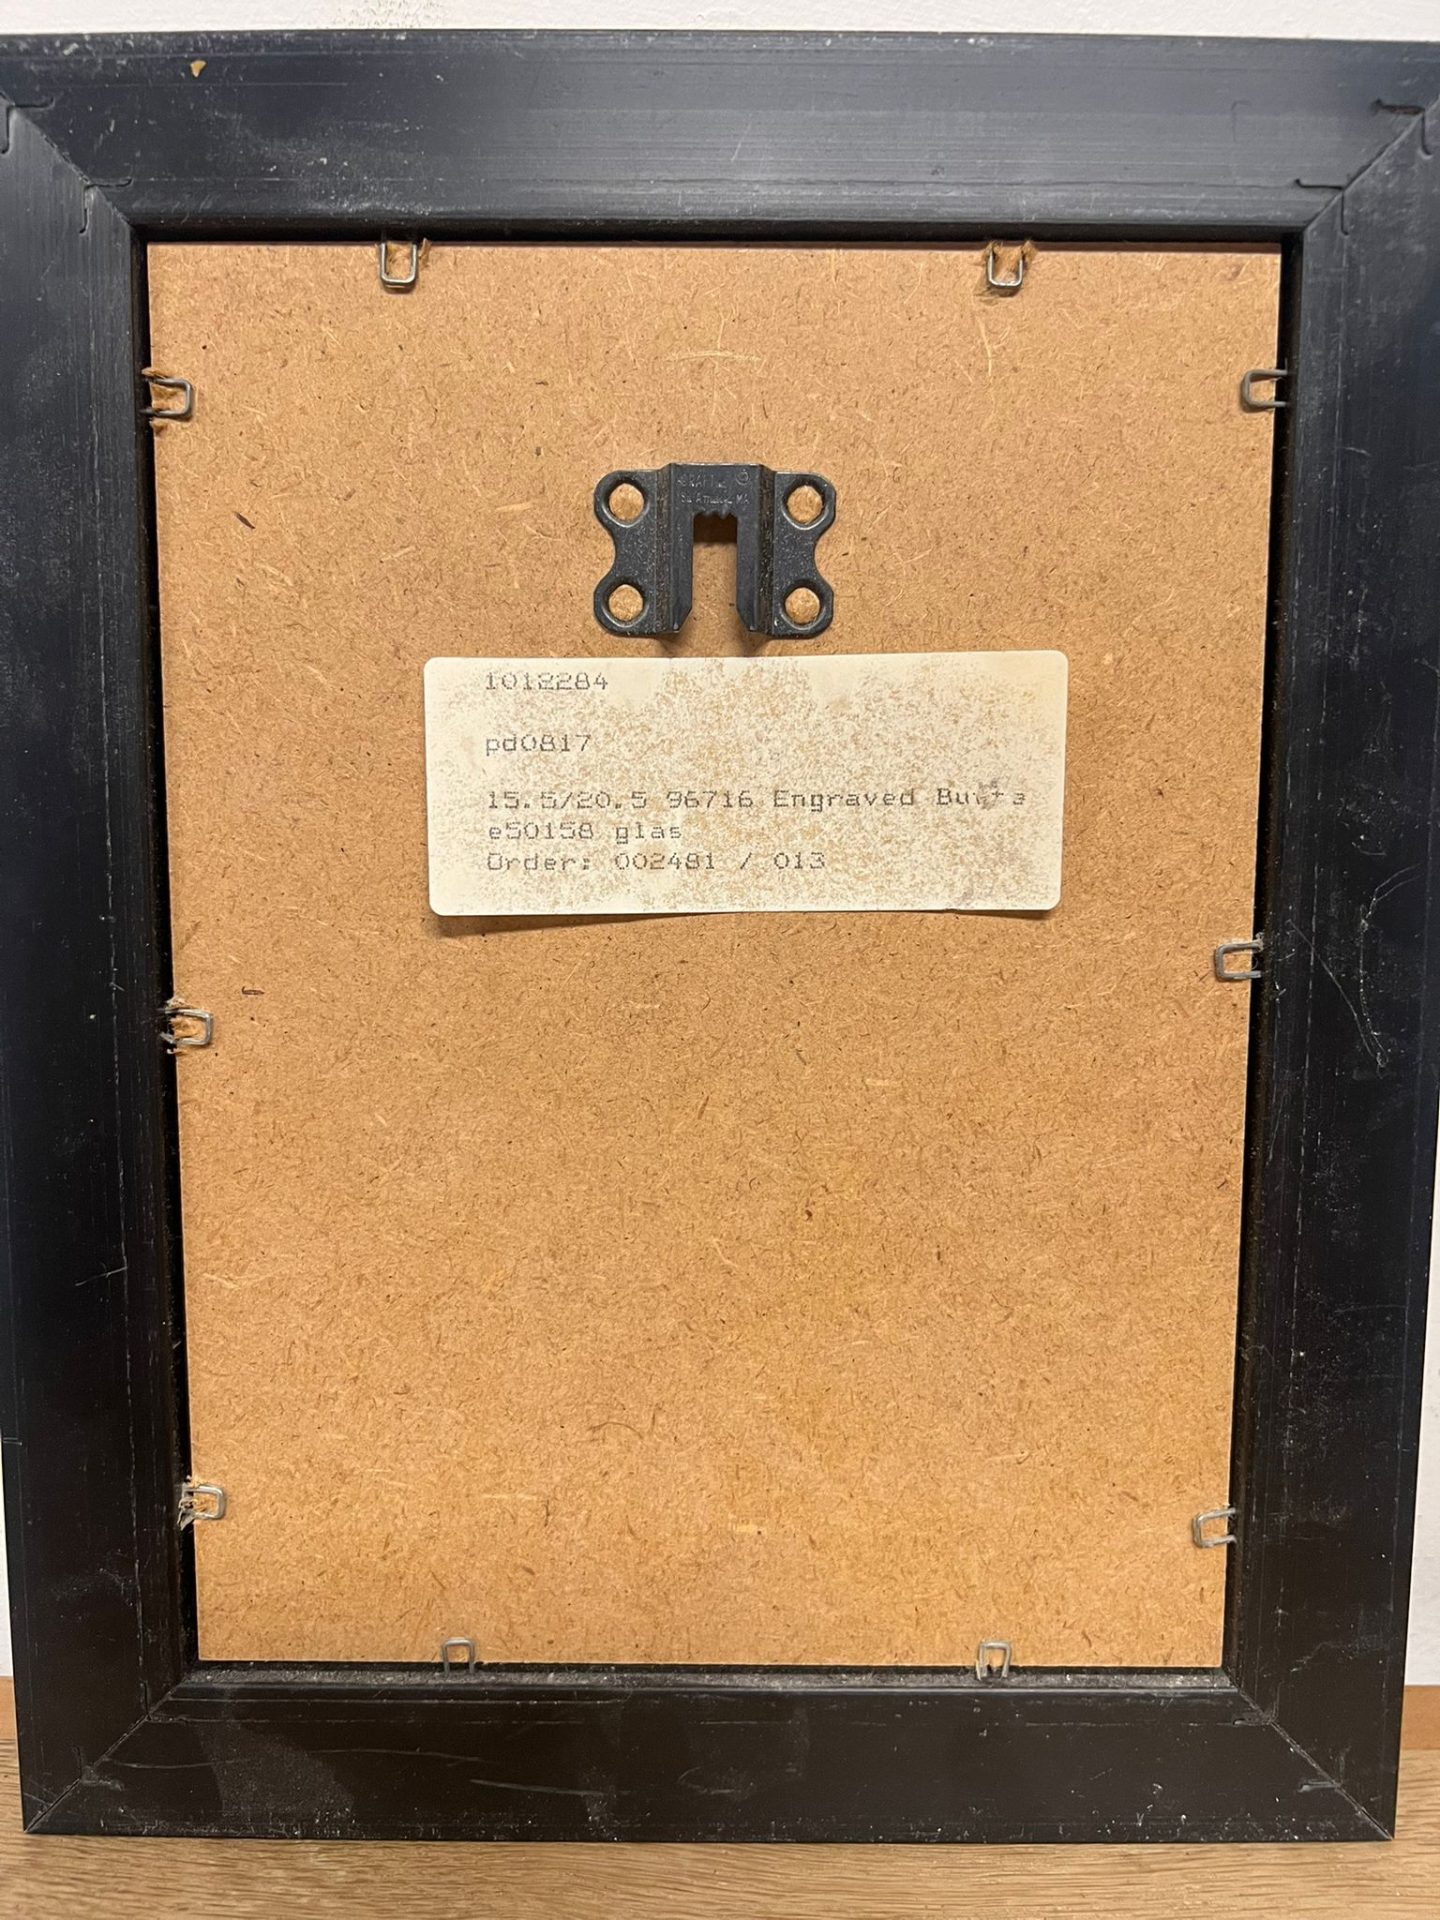 1012284
pd0817
15.5/20.5 96716 Engraved
e50158 glas
Order: 002481 / 013